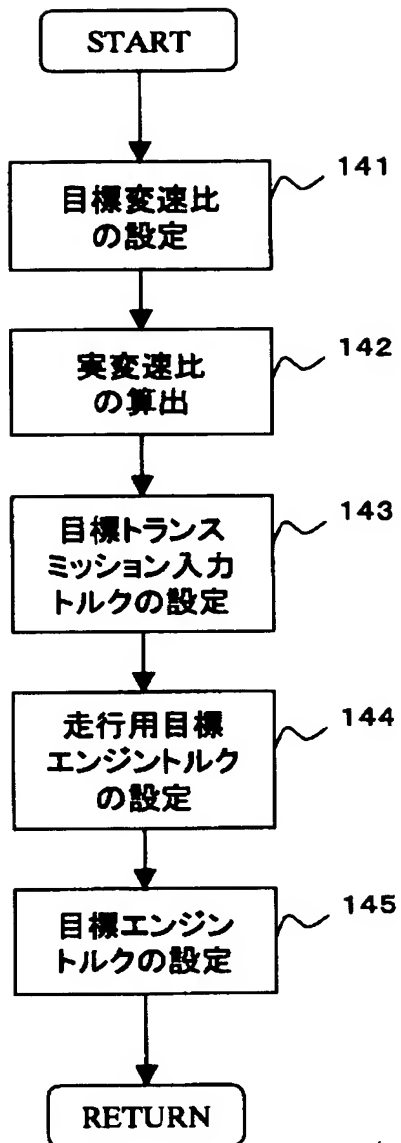 START
目標変速比
の設定
141
実変速比
の算出
142
目標トランス
ミッション入力
トルクの設定
143
走行用目標
エンジントルク
の設定
144
目標エンジン
トルクの設定
145
RETURN